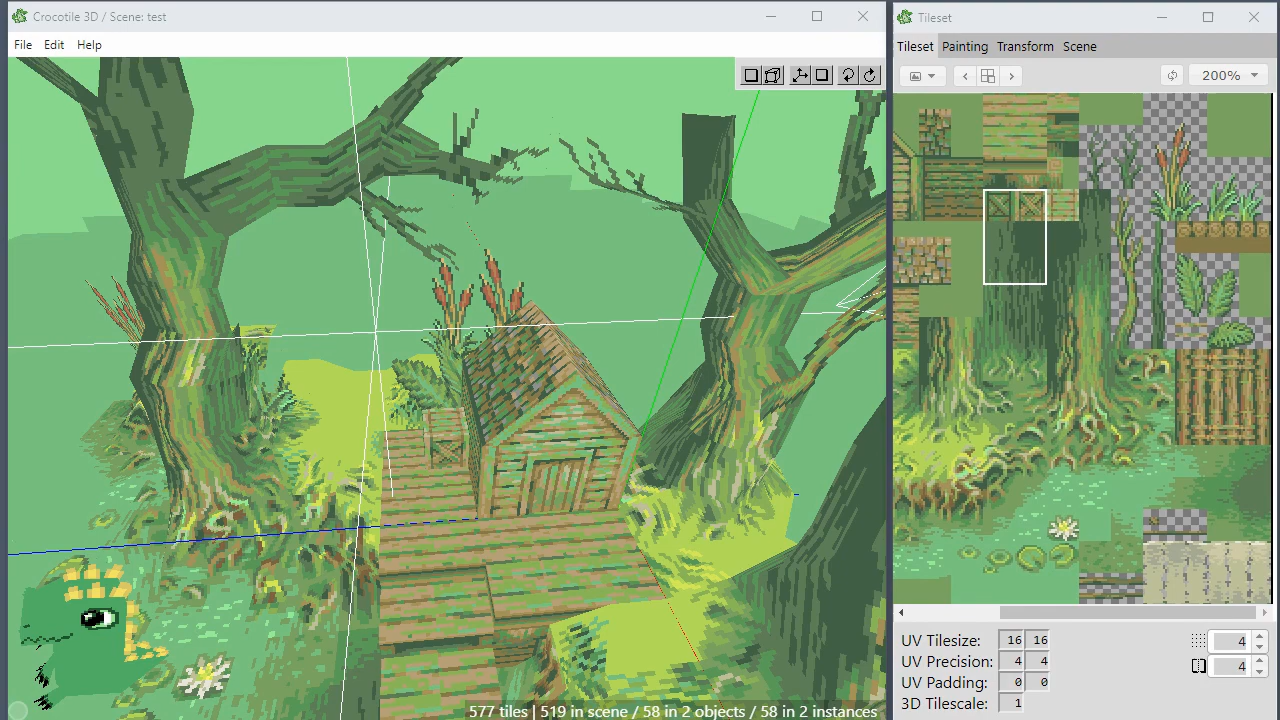 Crocotile 3D / Scene: test
File Edit Help
577 tiles | 519 in scene / 58 in 2 objects / 58 in 2 instances
Tileset
Tileset Painting Transform Scene
200%
UV Tilesize: 16 16
UV Precision: 4 4
UV Padding: 0 0
3D Tilescale: 1
4
4